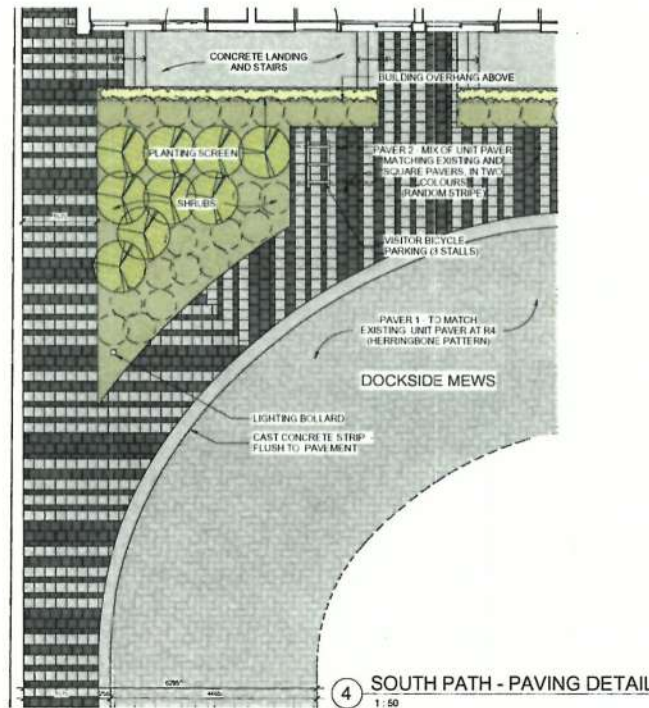 CONCRETE LANDING
AND STAIRS
BUILDING OVERHANG ABOVE
PLANTING SCREEN
PAVER 2 - MIX OF UNIT PAVER
MATCHING EXISTING AND
SQUARE PAVERS, IN TWO
COLOURS
(RANDOM STRIPE)
SHRUBS
VISITOR BICYCLE
PARKING (3 STALLS)
PAVER 1 - TO MATCH
EXISTING UNIT PAVER AT R4
(HERRINGBONE PATTERN)
DOCKSIDE MEWS
LIGHTING BOLLARD
CAST CONCRETE STRIP -
FLUSH TO PAVEMENT
4 SOUTH PATH - PAVING DETAIL
1 : 50